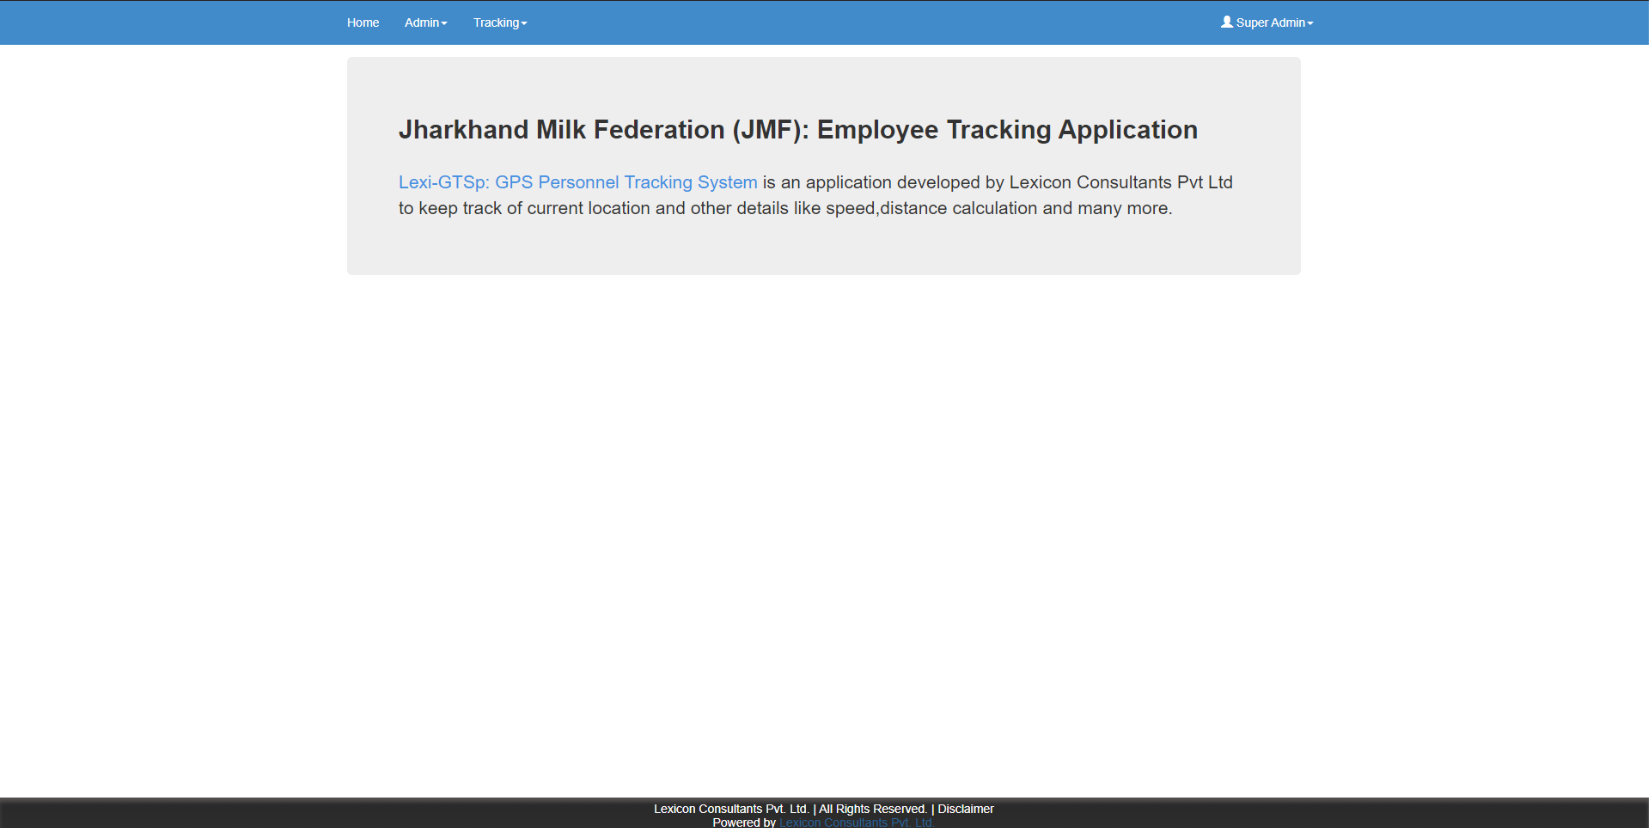 Home Admin Tracking Super Admin
Jharkhand Milk Federation (JMF): Employee Tracking Application
Lexi-GTSp: GPS Personnel Tracking System is an application developed by Lexicon Consultants Pvt Ltd
to keep track of current location and other details like speed,distance calculation and many more.
Lexicon Consultants Pvt. Ltd. | All Rights Reserved. | Disclaimer
Powered by Lexicon Consultants Pvt. Ltd.